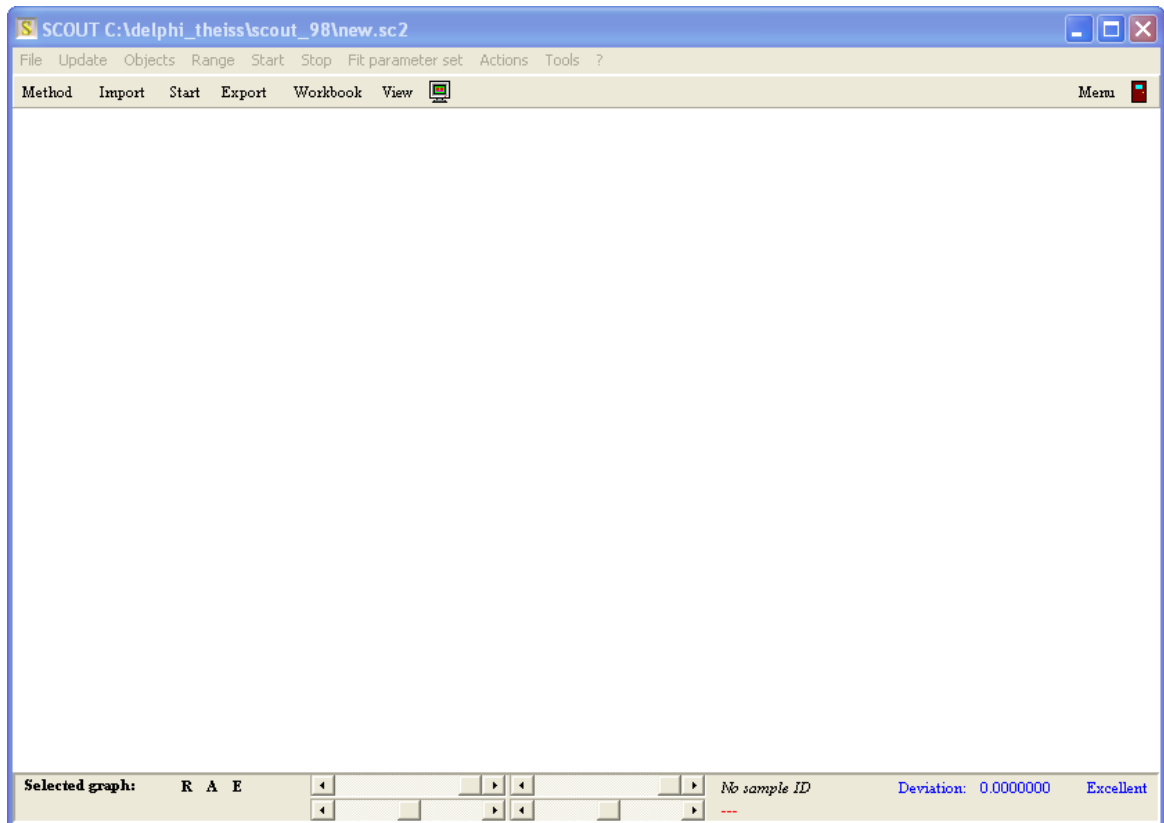 SCOUT C:\delphi_theiss\scout_98\new.sc2
File Update Objects Range Start Stop Fit parameter set Actions Tools ?
Method Import Start Export Workbook View Menu
Selected graph: R A E No sample ID Deviation: 0.0000000 Excellent
---